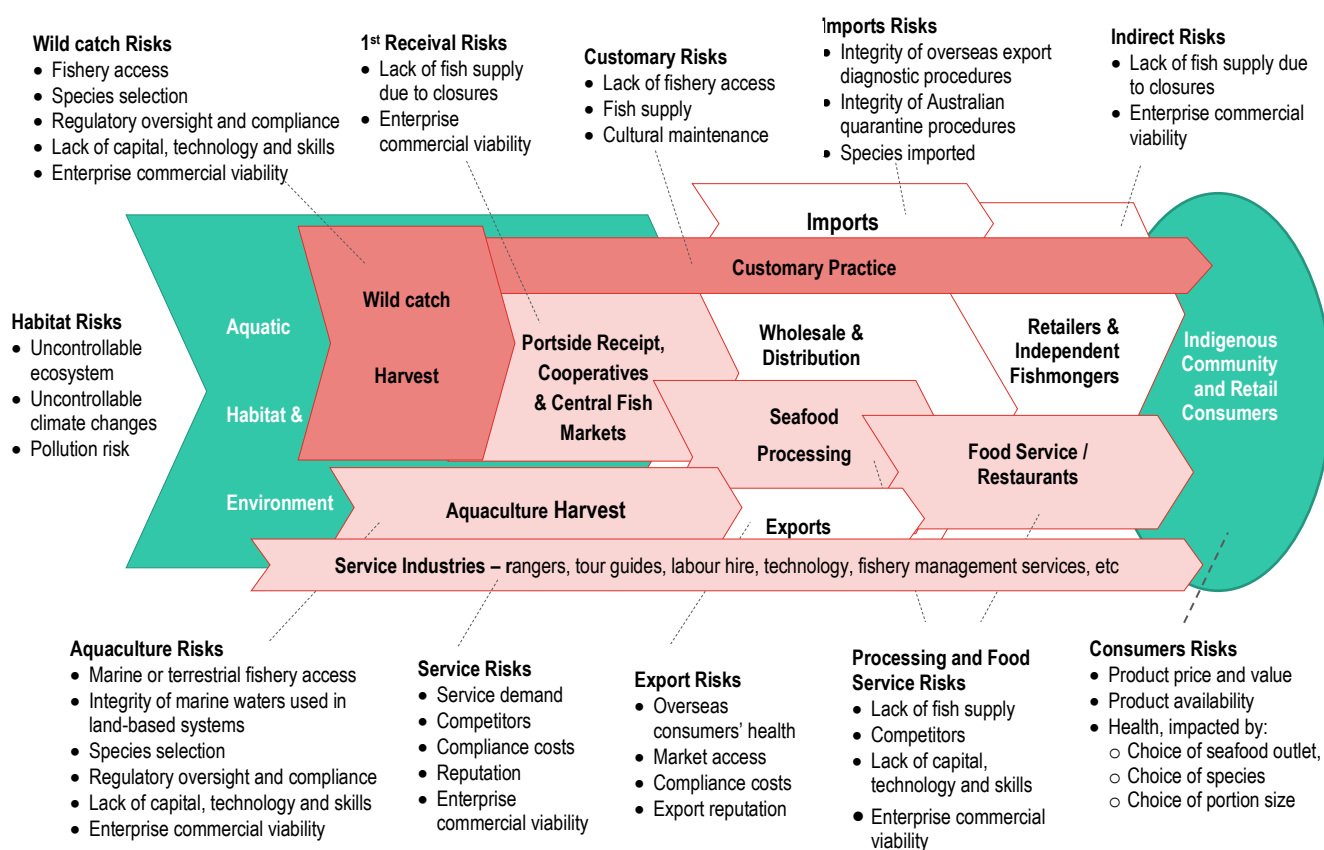 Wild catch Risks
• Fishery access
• Species selection
• Regulatory oversight and compliance
• Lack of capital, technology and skills
• Enterprise commercial viability
1st Receival Risks
• Lack of fish supply
due to closures
• Enterprise
commercial viability
Customary Risks
• Lack of fishery access
• Fish supply
• Cultural maintenance
Imports Risks
• Integrity of overseas export
diagnostic procedures
• Integrity of Australian
quarantine procedures
• Species imported
Indirect Risks
• Lack of fish supply due
to closures
• Enterprise commercial
viability
Habitat Risks
• Uncontrollable
ecosystem
• Uncontrollable
climate changes
• Pollution risk
Aquatic
Habitat &
Environment
Wild catch
Harvest
Imports
Customary Practice
Portside Receipt,
Cooperatives
& Central Fish
Markets
Wholesale &
Distribution
Retailers &
Independent
Fishmongers
Indigenous
Community
and Retail
Consumers
Seafood
Processing
Food Service /
Restaurants
Aquaculture Harvest
Exports
Service Industries – rangers, tour guides, labour hire, technology, fishery management services, etc
Aquaculture Risks
• Marine or terrestrial fishery access
• Integrity of marine waters used in
land-based systems
• Species selection
• Regulatory oversight and compliance
• Lack of capital, technology and skills
• Enterprise commercial viability
Service Risks
• Service demand
• Competitors
• Compliance costs
• Reputation
• Enterprise
commercial viability
Export Risks
• Overseas
consumers’ health
• Market access
• Compliance costs
• Export reputation
Processing and Food
Service Risks
• Lack of fish supply
• Competitors
• Lack of capital,
technology and skills
• Enterprise commercial
viability
Consumers Risks
• Product price and value
• Product availability
• Health, impacted by:
o Choice of seafood outlet,
o Choice of species
o Choice of portion size